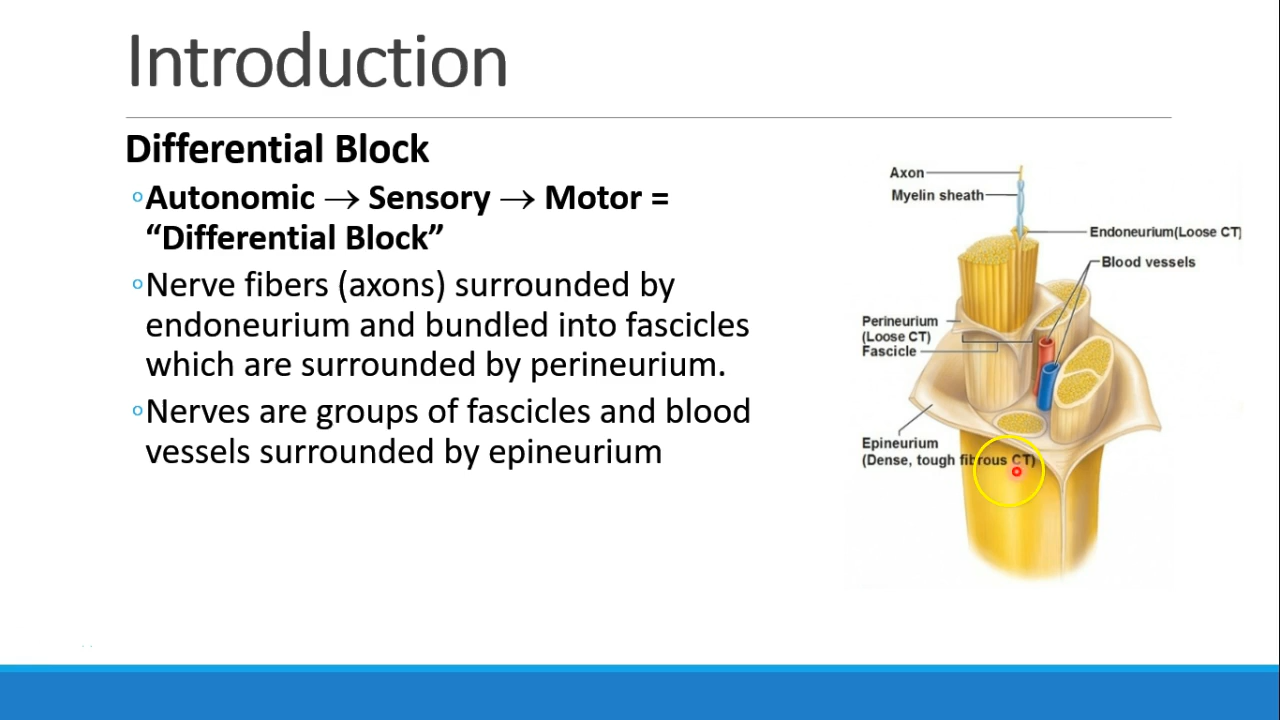 Introduction
Differential Block
◦Autonomic → Sensory → Motor =
“Differential Block”
◦Nerve fibers (axons) surrounded by
endoneurium and bundled into fascicles
which are surrounded by perineurium.
◦Nerves are groups of fascicles and blood
vessels surrounded by epineurium
Axon
Myelin sheath
Endoneurium(Loose CT)
Blood vessels
Perineurium
(Loose CT)
Fascicle
Epineurium
(Dense, tough fibrous CT)